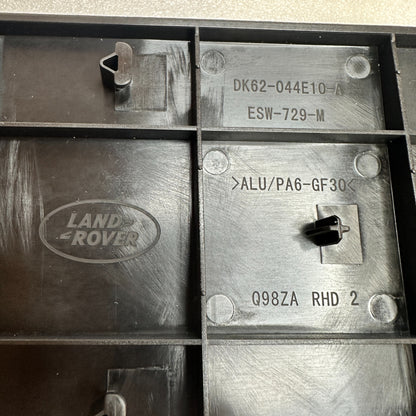 DK62-044E10-A
ESW-729-M
>ALU/PA6-GF30<
LAND
ROVER
Q98ZA RHD 2